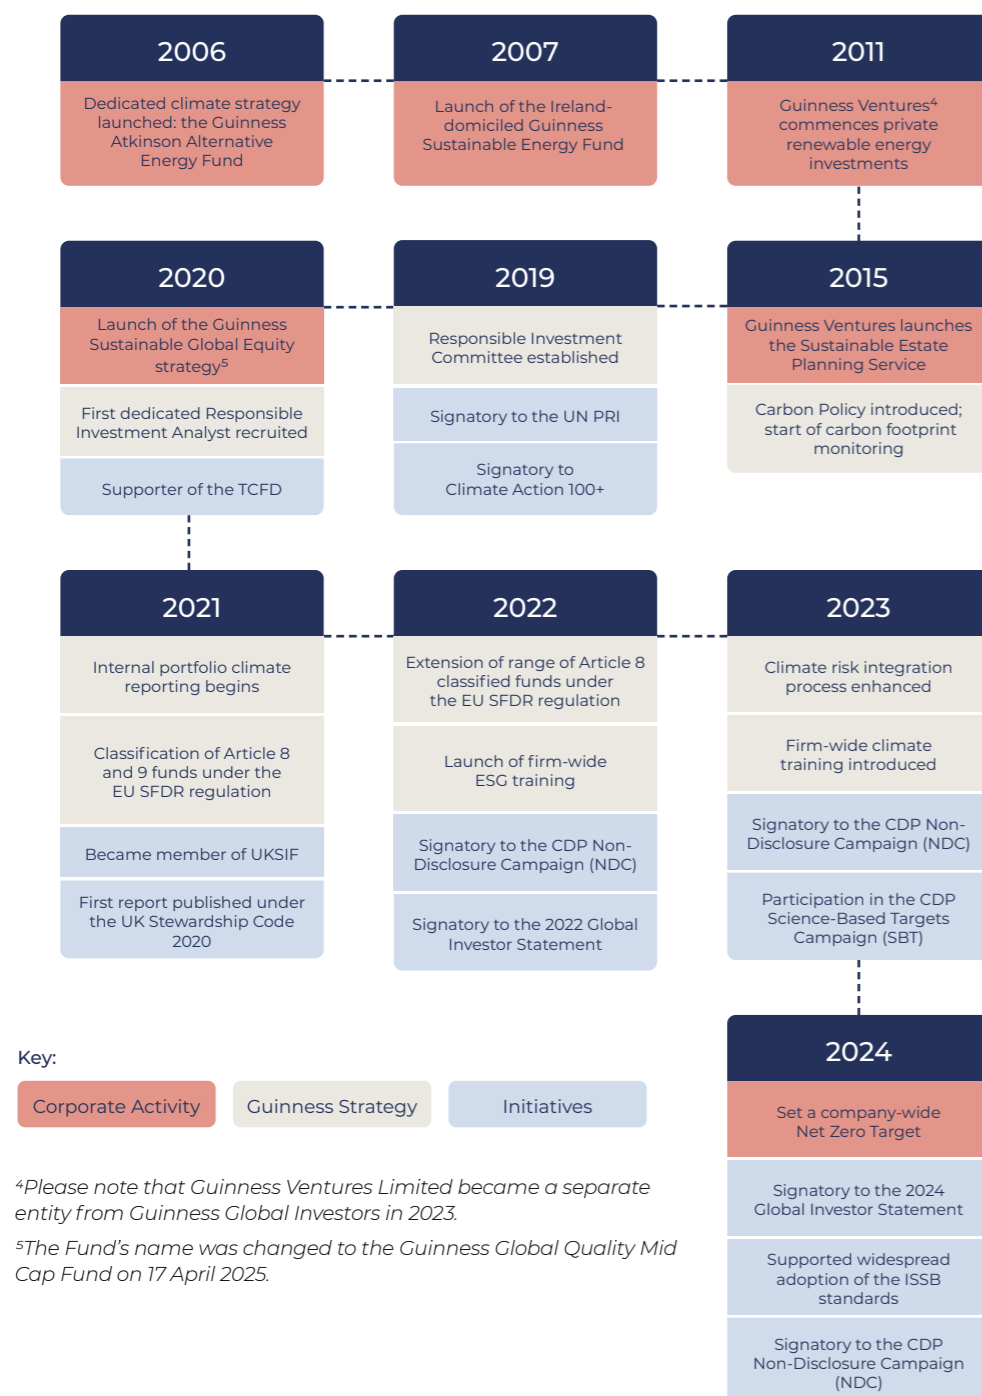 2006
Dedicated climate strategy
launched: the Guinness
Atkinson Alternative
Energy Fund
2007
Launch of the Ireland-
domiciled Guinness
Sustainable Energy Fund
2011
Guinness Ventures⁴
commences private
renewable energy
investments
2020
Launch of the Guinness
Sustainable Global Equity
strategy⁵
First dedicated Responsible
Investment Analyst recruited
Supporter of the TCFD
2019
Responsible Investment
Committee established
Signatory to the UN PRI
Signatory to
Climate Action 100+
2015
Guinness Ventures launches
the Sustainable Estate
Planning Service
Carbon Policy introduced;
start of carbon footprint
monitoring
2021
Internal portfolio climate
reporting begins
Classification of Article 8
and 9 funds under the
EU SFDR regulation
Became member of UKSIF
First report published under
the UK Stewardship Code
2020
2022
Extension of range of Article 8
classified funds under
the EU SFDR regulation
Launch of firm-wide
ESG training
Signatory to the CDP Non-
Disclosure Campaign (NDC)
Signatory to the 2022 Global
Investor Statement
2023
Climate risk integration
process enhanced
Firm-wide climate
training introduced
Signatory to the CDP Non-
Disclosure Campaign (NDC)
Participation in the CDP
Science-Based Targets
Campaign (SBT)
2024
Set a company-wide
Net Zero Target
Signatory to the 2024
Global Investor Statement
Supported widespread
adoption of the ISSB
standards
Signatory to the CDP
Non-Disclosure Campaign
(NDC)
Key:
Corporate Activity
Guinness Strategy
Initiatives
⁴Please note that Guinness Ventures Limited became a separate
entity from Guinness Global Investors in 2023.
⁵The Fund's name was changed to the Guinness Global Quality Mid
Cap Fund on 17 April 2025.